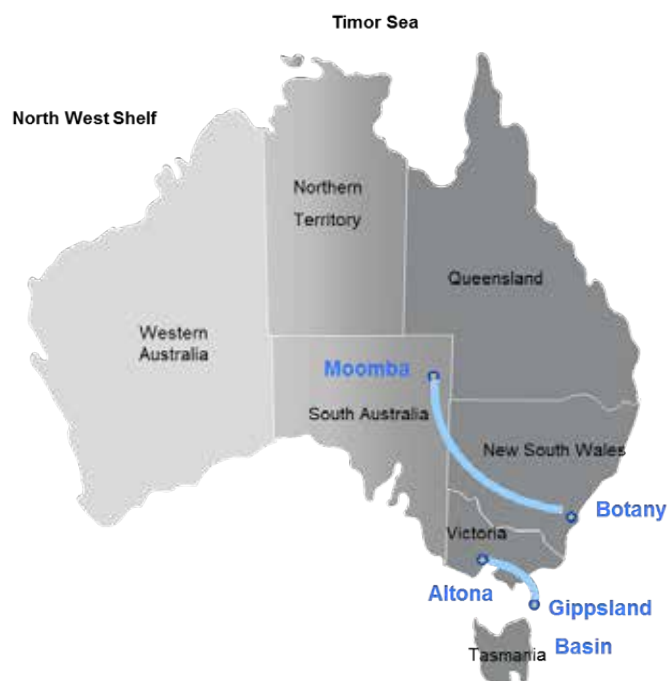 Timor Sea
North West Shelf
Northern
Territory
Queensland
Western
Australia
Moomba
South Australia
New South Wales
Botany
Victoria
Altona
Gippsland
Basin
Tasmania